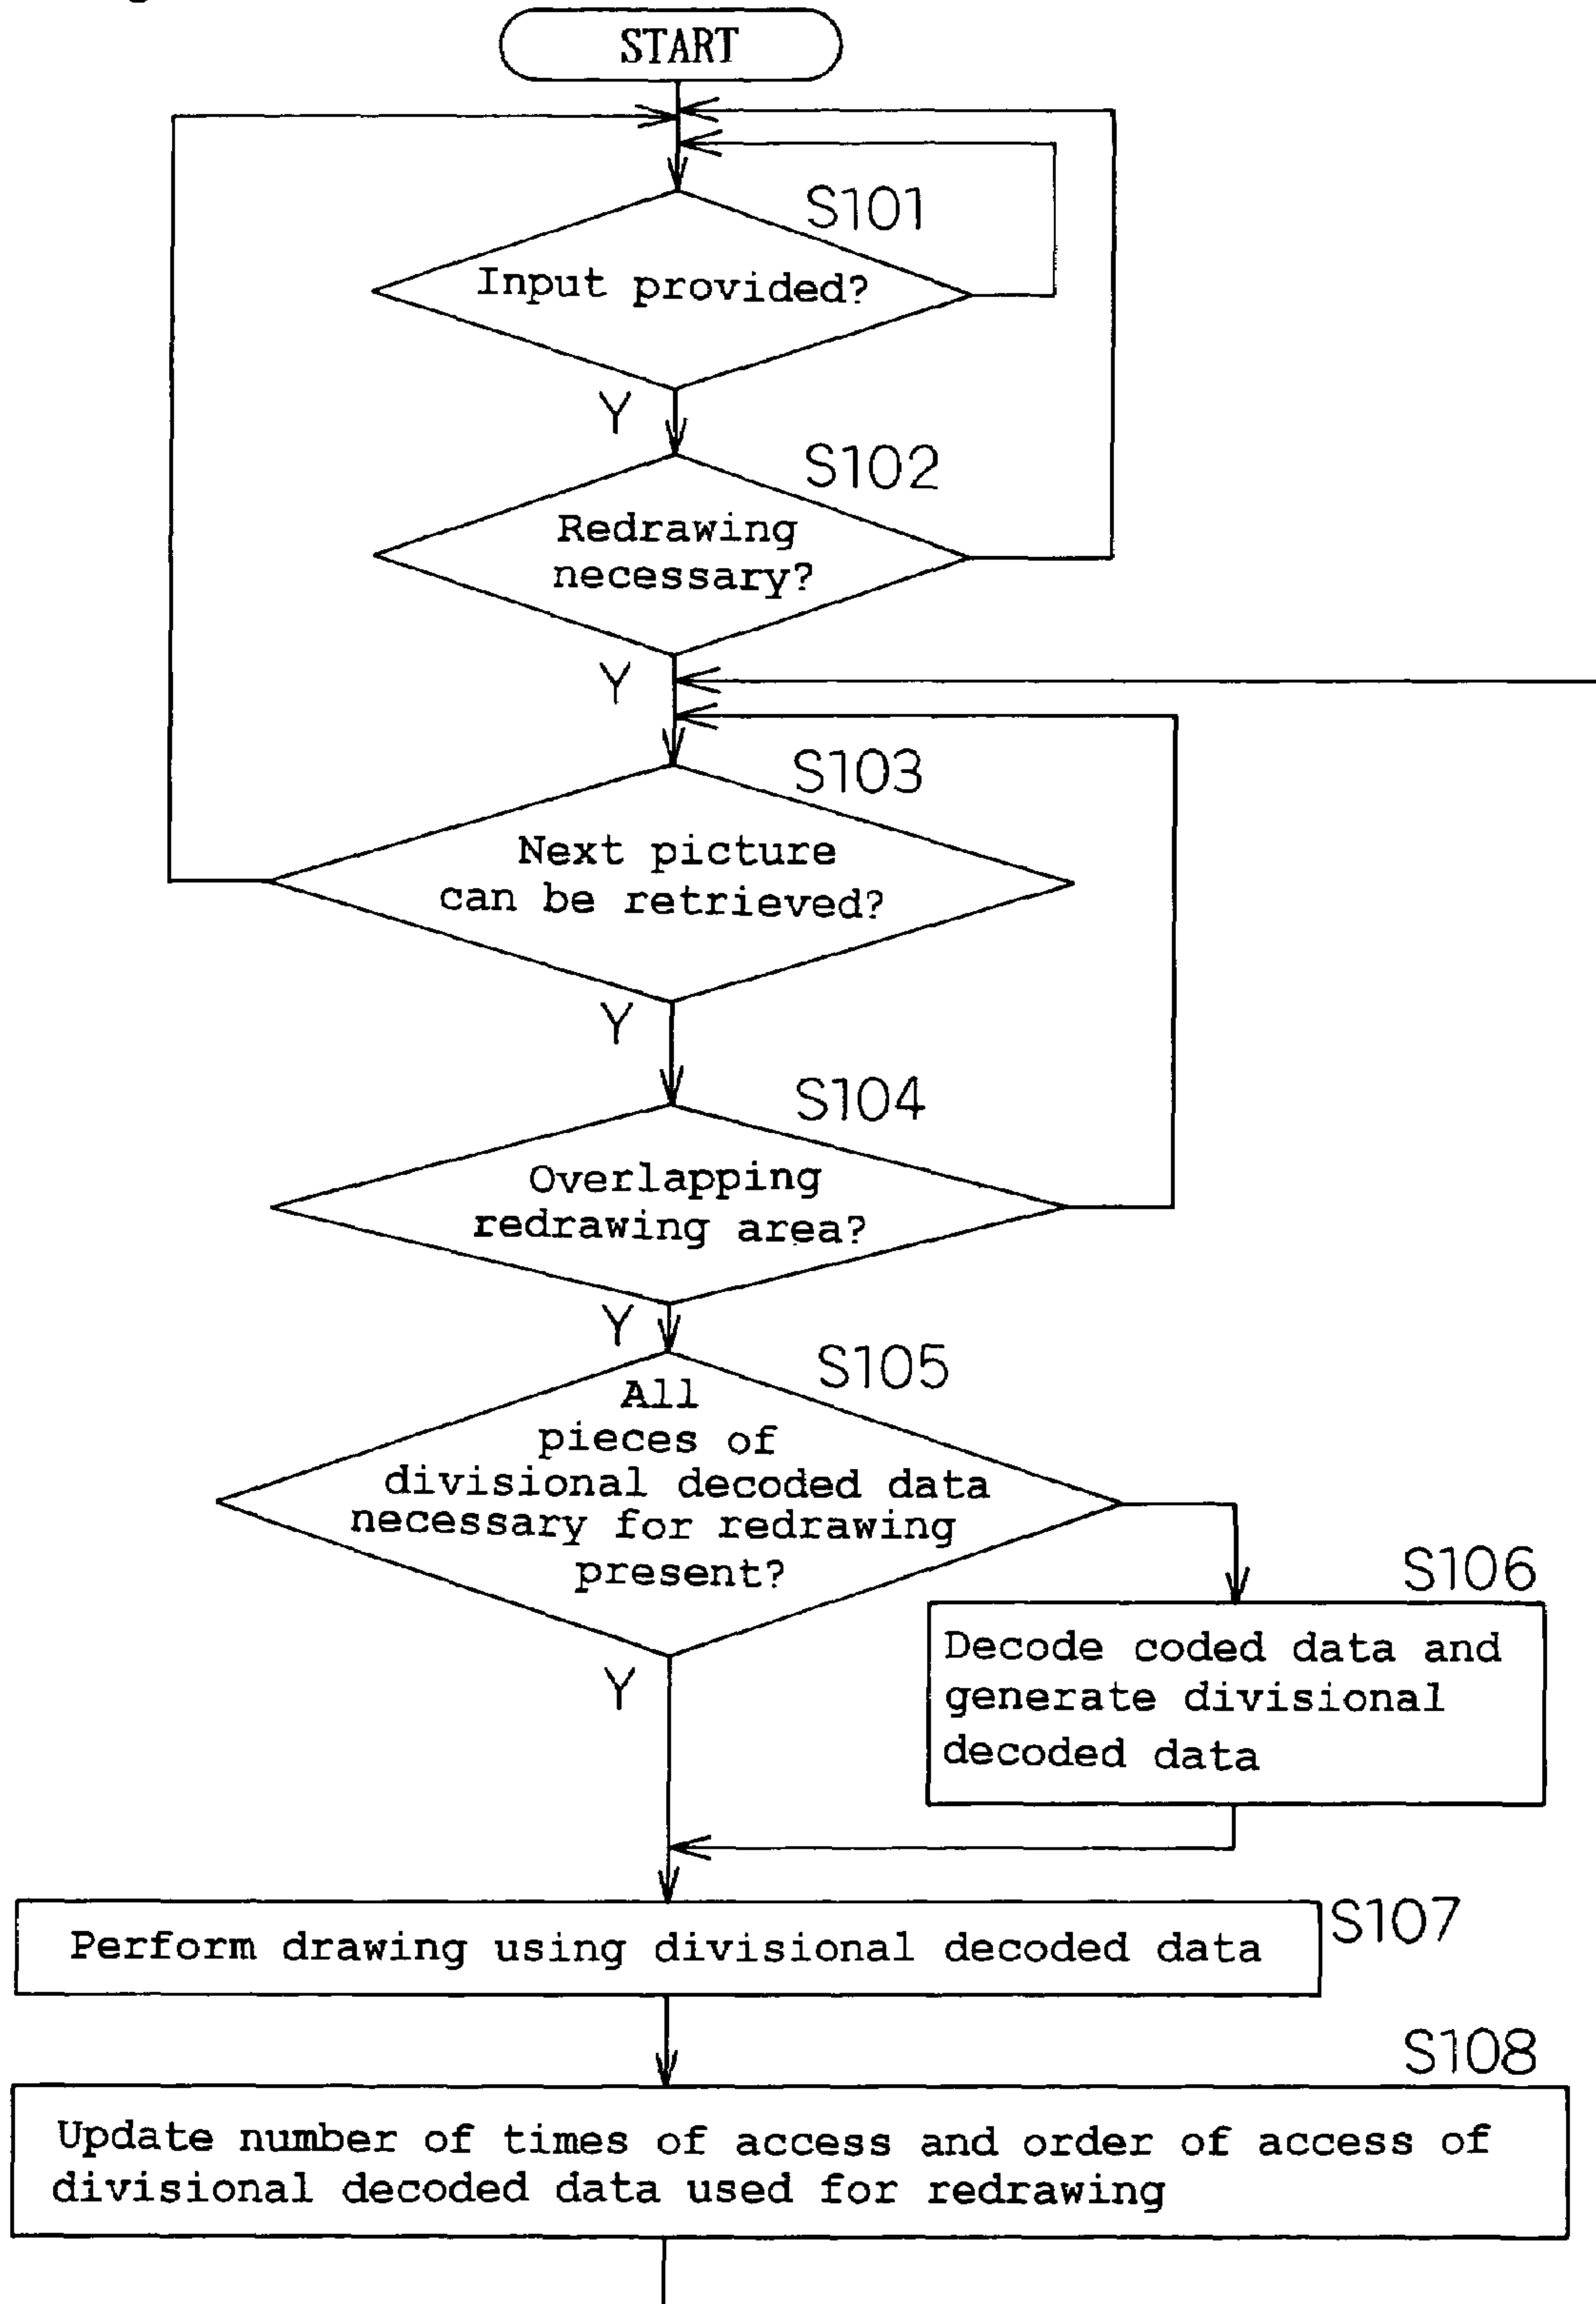 START
S101
Input provided?
Y
S102
Redrawing
necessary?
Y
S103
Next picture
can be retrieved?
Y
S104
Overlapping
redrawing area?
Y
S105
All
pieces of
divisional decoded data
necessary for redrawing
present?
Y
S106
Decode coded data and
generate divisional
decoded data
S107
Perform drawing using divisional decoded data
S108
Update number of times of access and order of access of
divisional decoded data used for redrawing